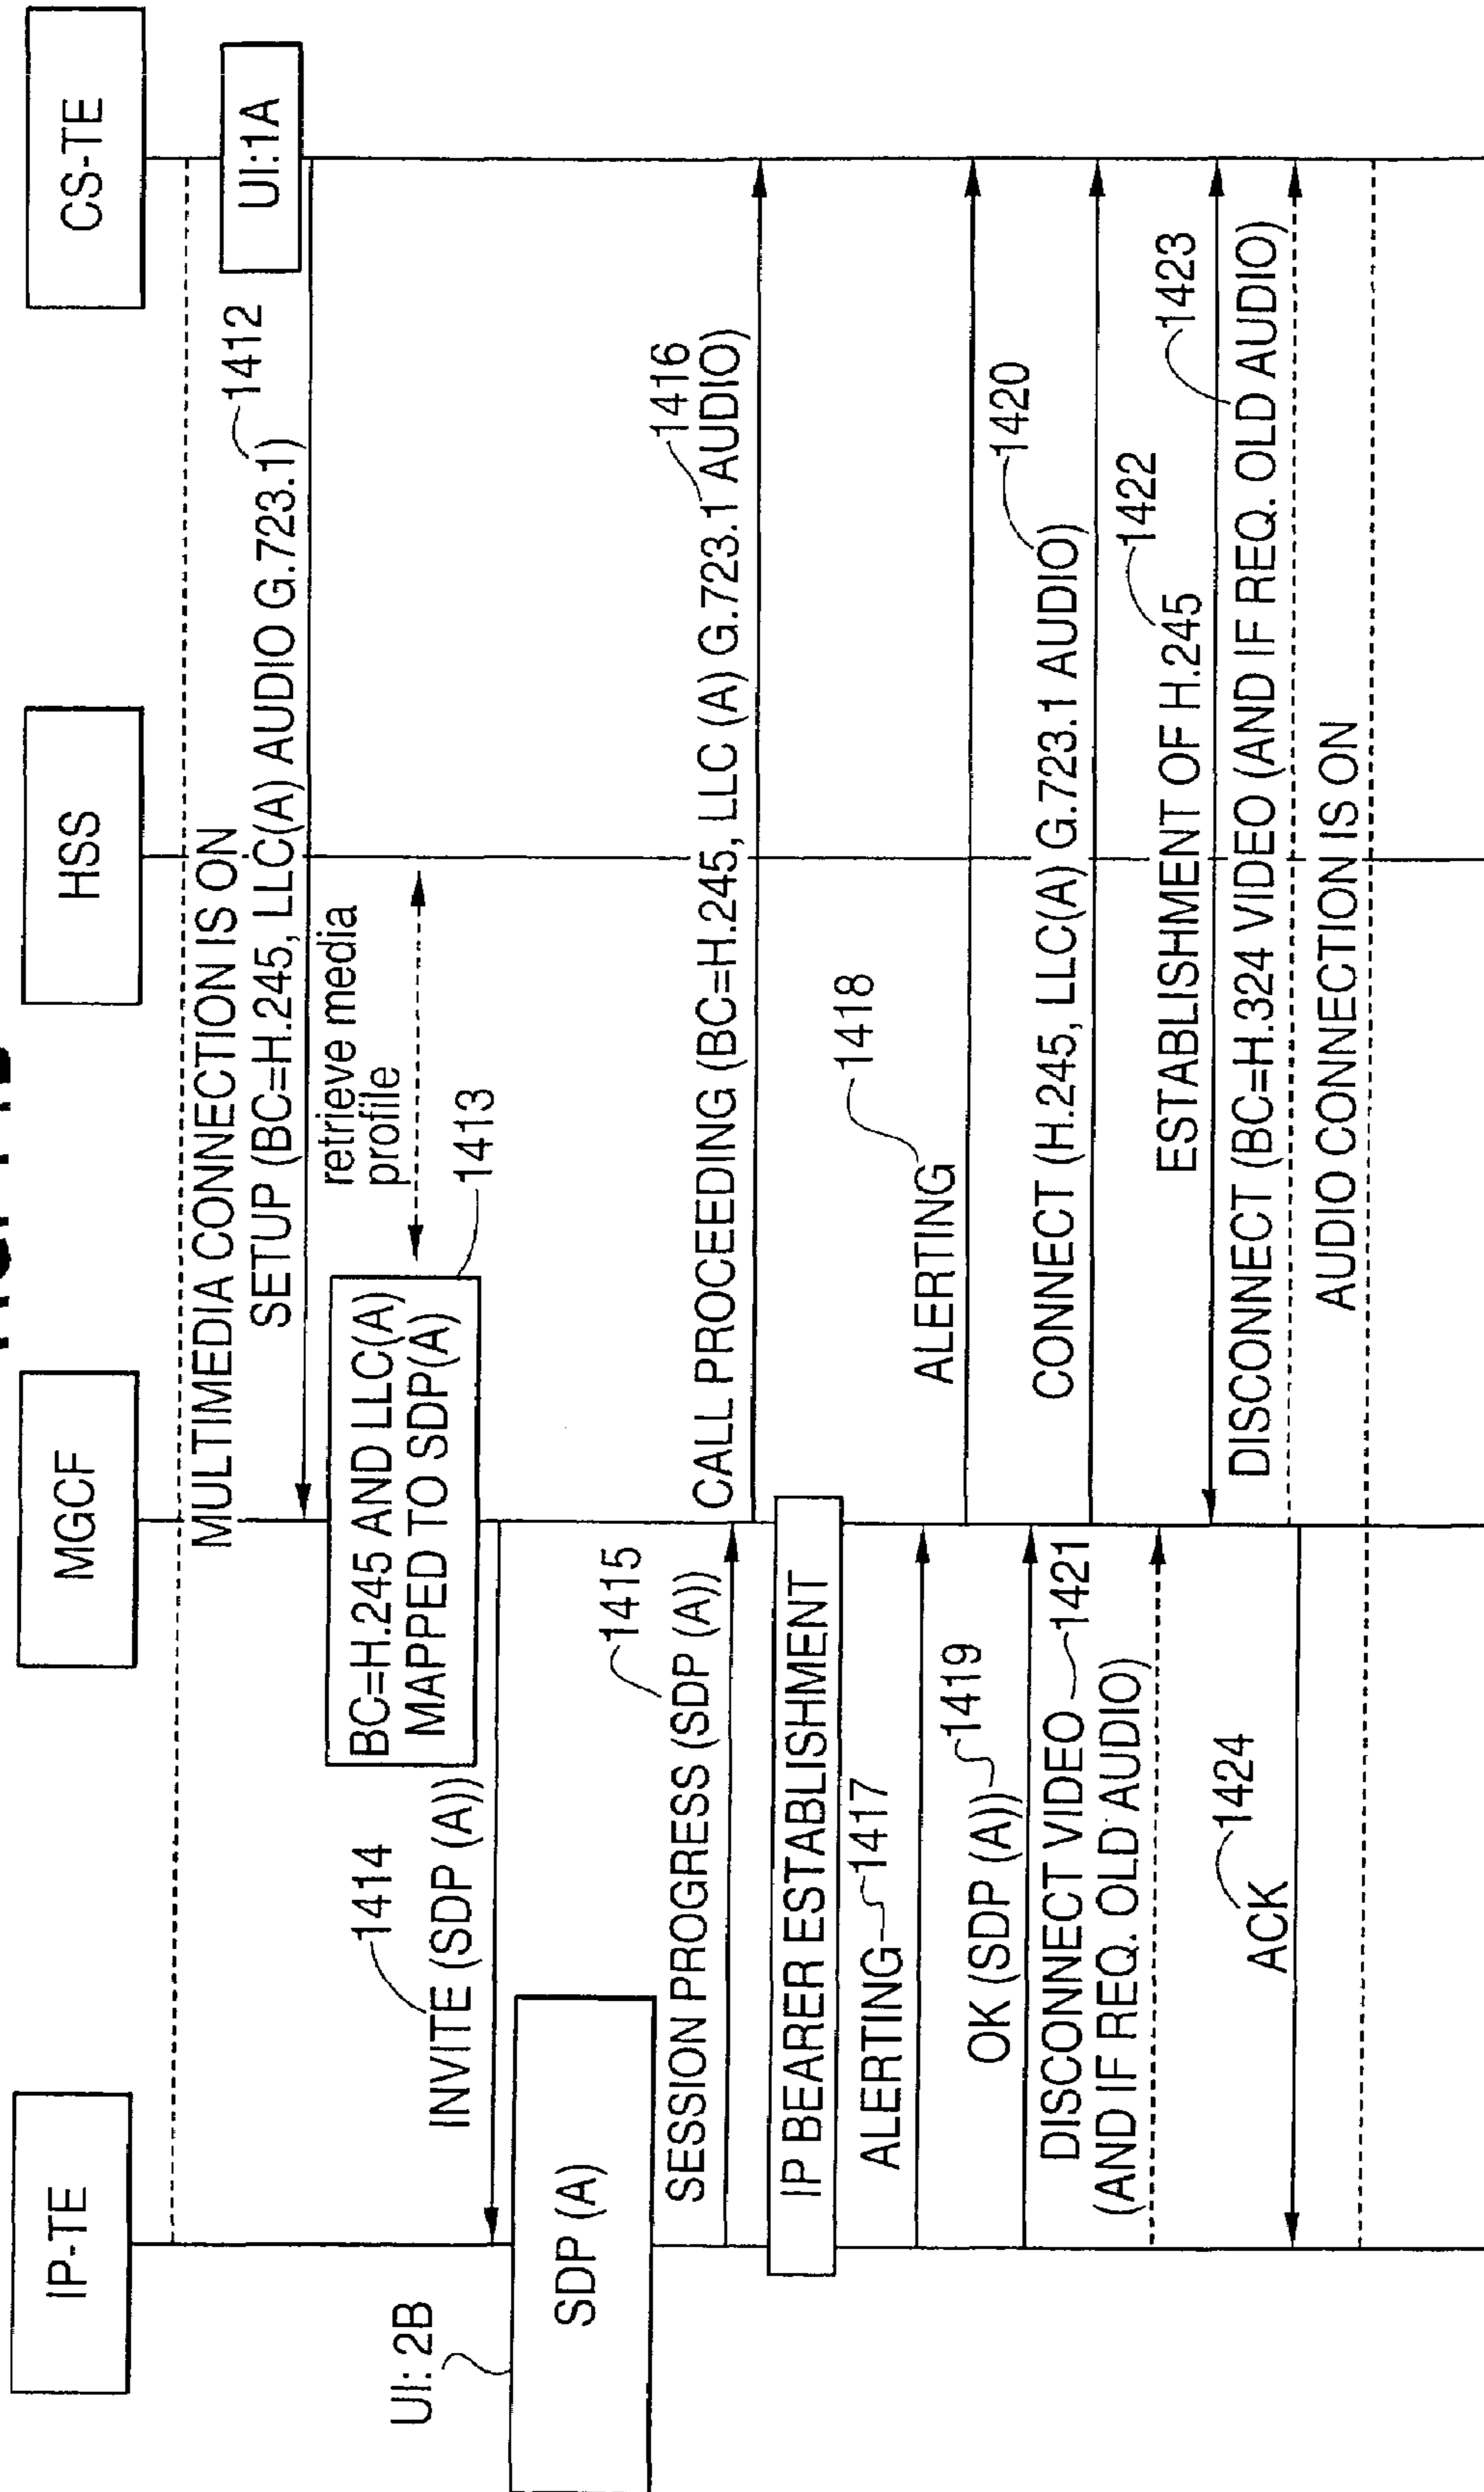 IP-TE
MGCF
HSS
CS-TE
MULTIMEDIA CONNECTION IS ON
UI:1A
SETUP (BC=H.245, LLC(A) AUDIO G.723.1)
1412
retrieve media
profile
BC=H.245 AND LLC(A)
MAPPED TO SDP(A)
1413
INVITE (SDP (A))
1414
UI: 2B
SDP (A)
SESSION PROGRESS (SDP (A))
1415
CALL PROCEEDING (BC=H.245, LLC (A) G.723.1 AUDIO)
1416
IP BEARER ESTABLISHMENT
ALERTING
1417
ALERTING
1418
OK (SDP (A))
1419
CONNECT (H.245, LLC(A) G.723.1 AUDIO)
1420
DISCONNECT VIDEO
(AND IF FREQ. OLD AUDIO)
1421
ESTABLISHMENT OF H.245
1422
DISCONNECT (BC=H.324 VIDEO (AND IF FREQ. OLD AUDIO)
1423
ACK
1424
AUDIO CONNECTION IS ON